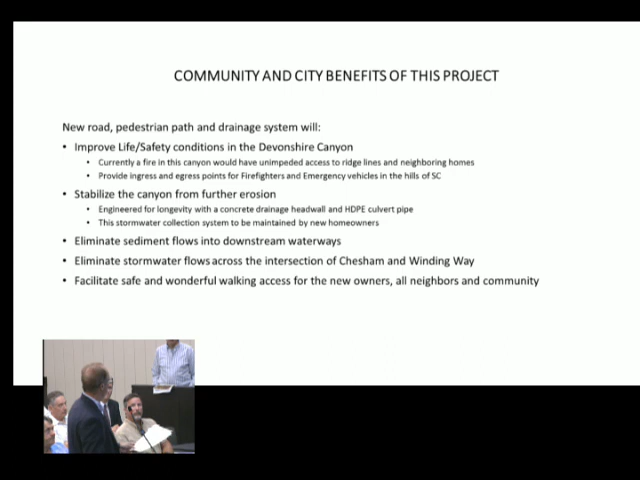 COMMUNITY AND CITY BENEFITS OF THIS PROJECT
New road, pedestrian path and drainage system will:
• Improve Life/Safety conditions in the Devonshire Canyon
• Currently a fire in this canyon would have unimpeded access to ridge lines and neighboring homes
• Provide ingress and egress points for Firefighters and Emergency vehicles in the hills of SC
• Stabilize the canyon from further erosion
• Engineered for longevity with a concrete drainage headwall and HDPE culvert pipe
• This stormwater collection system to be maintained by new homeowners
• Eliminate sediment flows into downstream waterways
• Eliminate stormwater flows across the intersection of Chesham and Winding Way
• Facilitate safe and wonderful walking access for the new owners, all neighbors and community